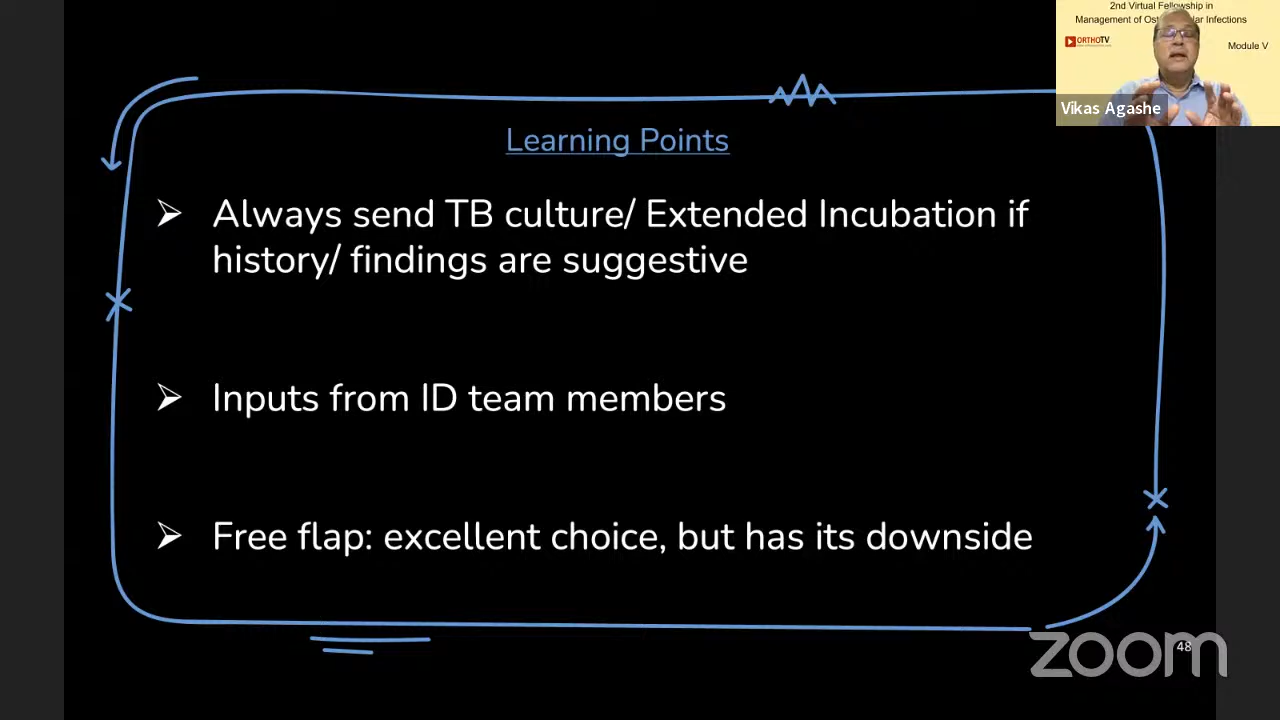 2nd Virtual Fellowship in
Management of Infections
ORTHOTV
Module V
Vikas Agashe
Learning Points
Always send TB culture/ Extended Incubation if
history/ findings are suggestive
Inputs from ID team members
Free flap: excellent choice, but has its downside
48
zoom